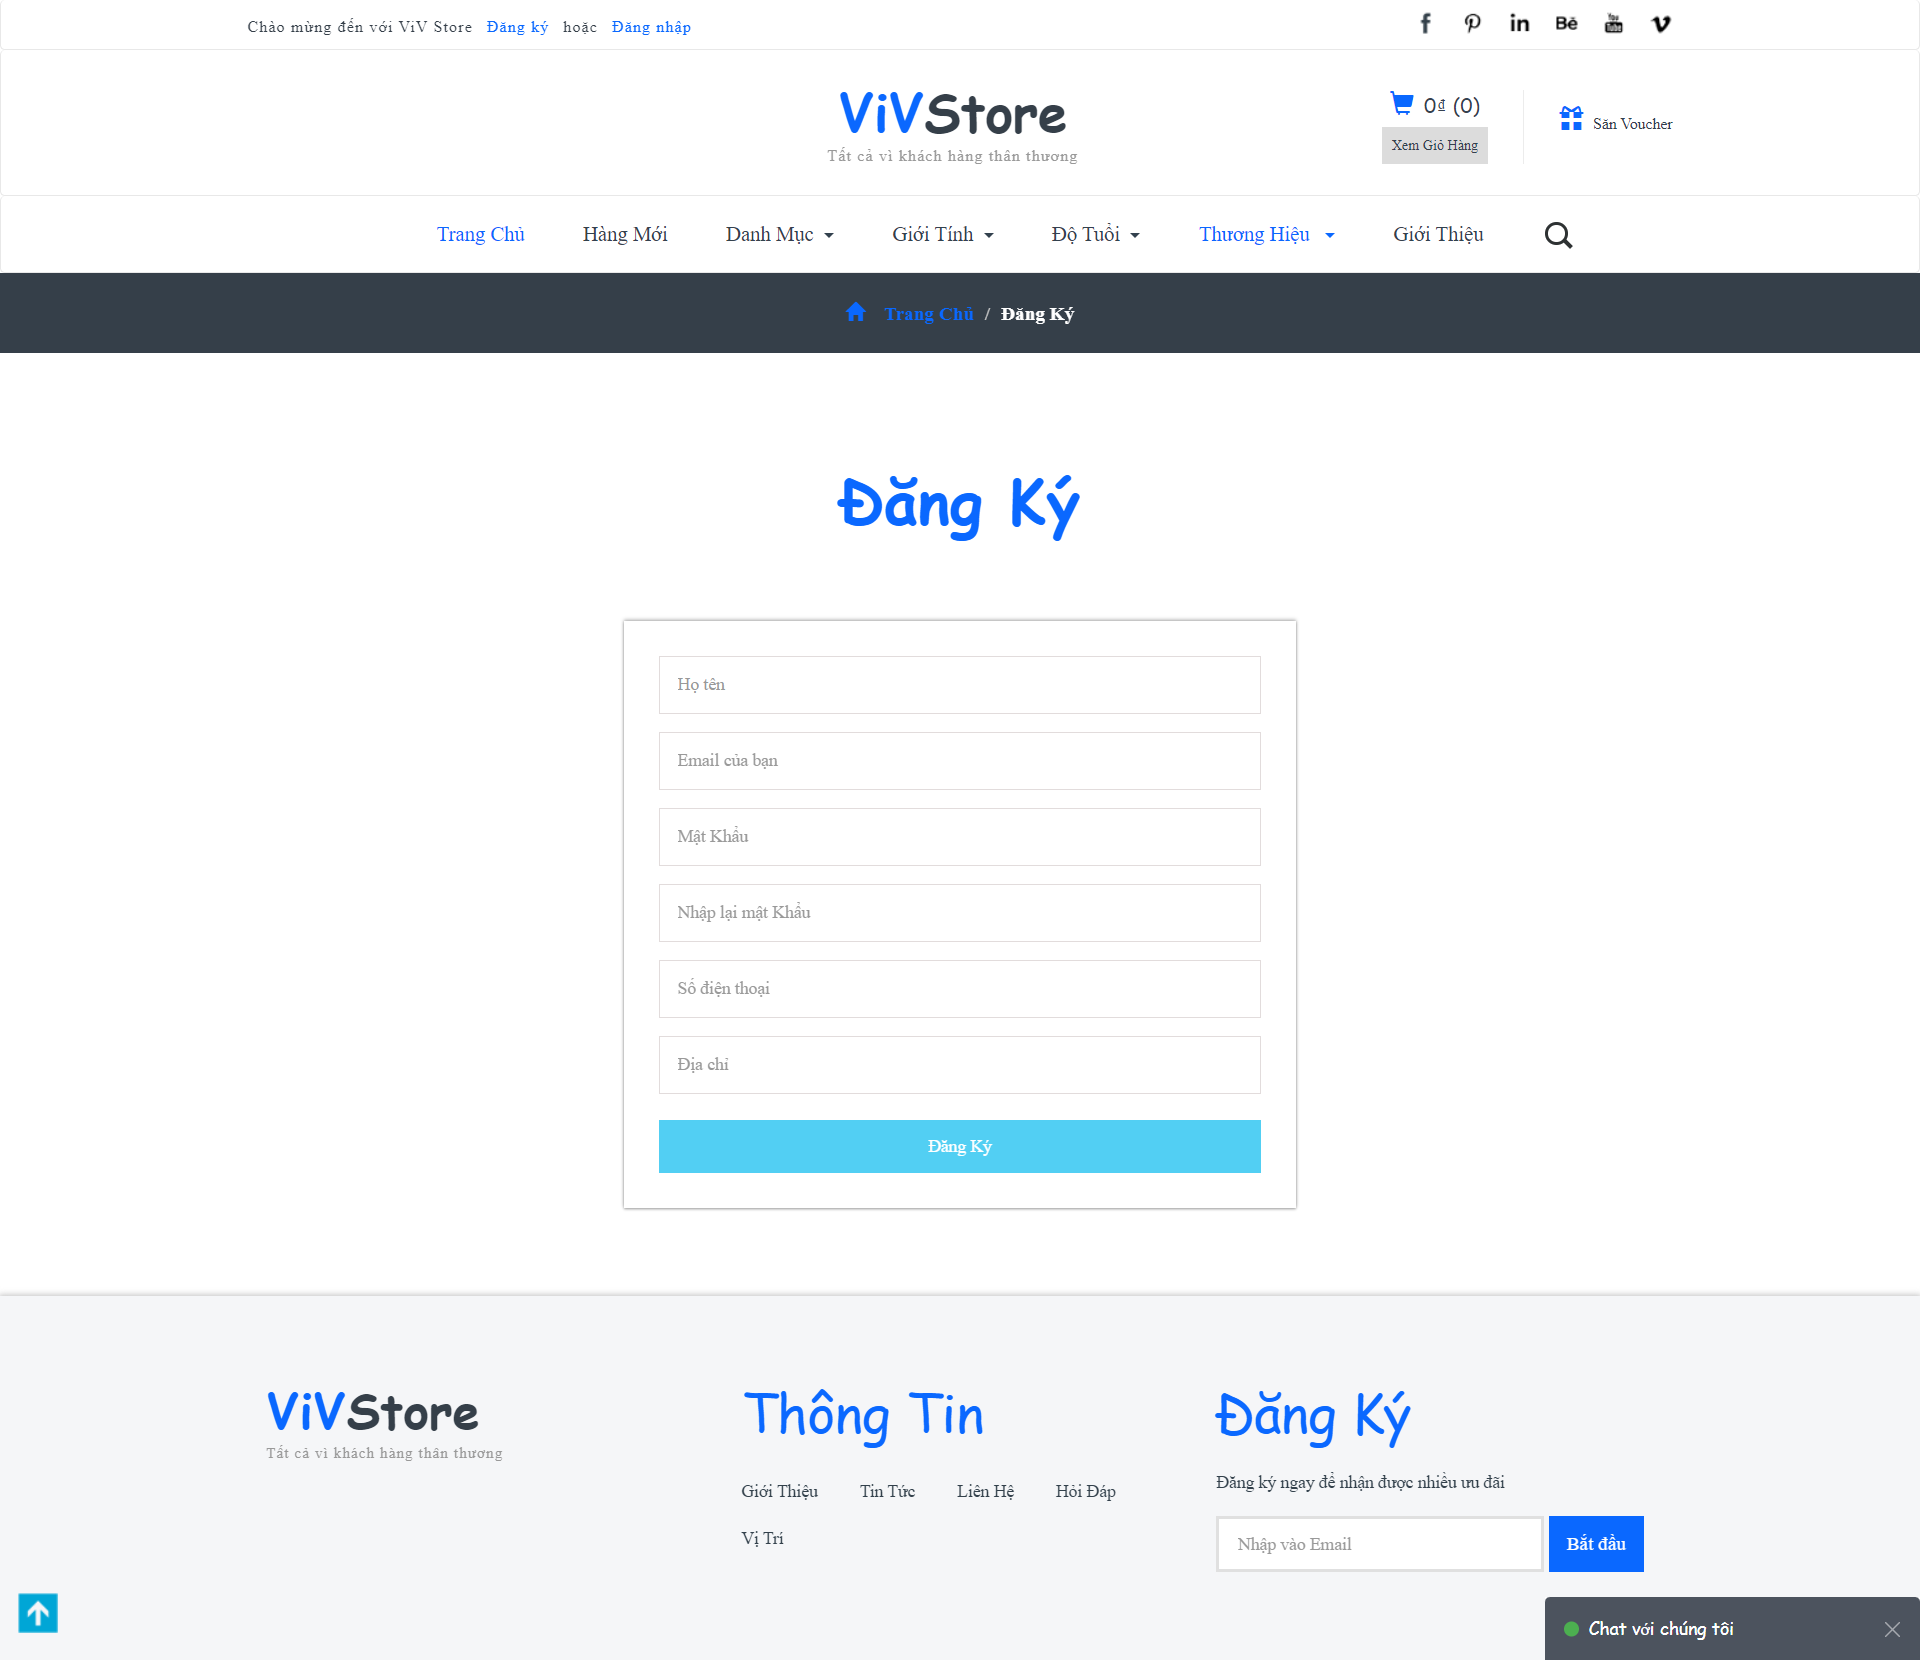 Chào mừng đến với ViV Store Đăng ký hoặc Đăng nhập
ViVStore
Tất cả vì khách hàng thân thương
0₫ (0)
Xem Giỏ Hàng
Săn Voucher
Trang Chủ Hàng Mới Danh Mục Giới Tính Độ Tuổi Thương Hiệu Giới Thiệu
Trang Chủ / Đăng Ký
Đăng Ký
Họ tên
Email của bạn
Mật Khẩu
Nhập lại mật Khẩu
Số điện thoại
Địa chỉ
Đăng Ký
ViVStore
Tất cả vì khách hàng thân thương
Thông Tin
Giới Thiệu Tin Tức Liên Hệ Hỏi Đáp
Vị Trí
Đăng Ký
Đăng ký ngay để nhận được nhiều ưu đãi
Nhập vào Email
Bắt đầu
Chat với chúng tôi